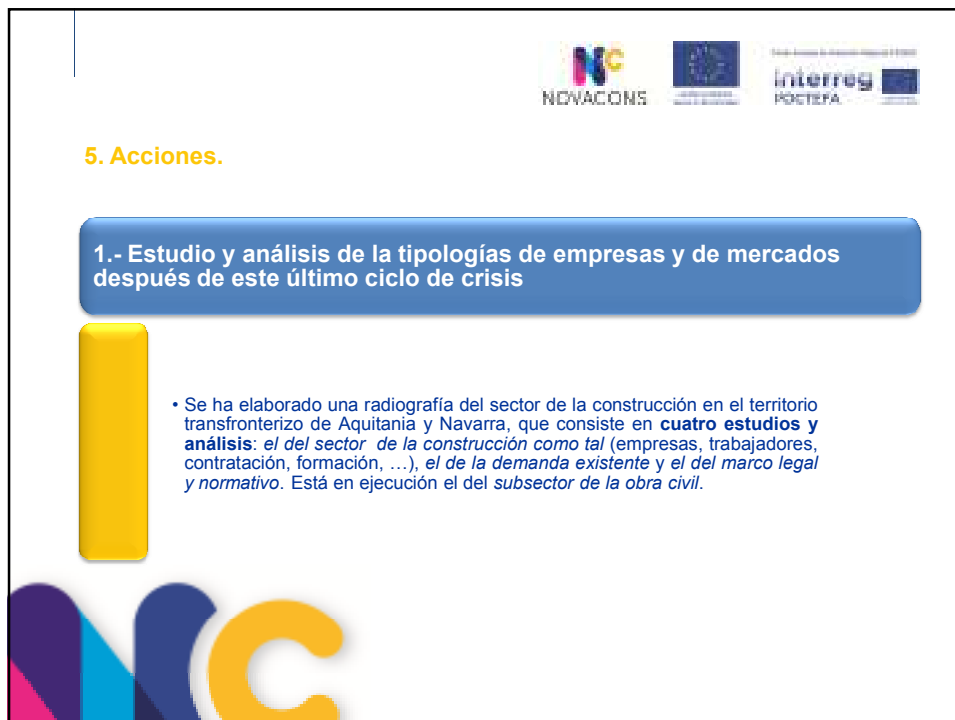 NC
NOVACONS
interreg
POCTEFA
5. Acciones.
1.- Estudio y análisis de la tipologías de empresas y de mercados
después de este último ciclo de crisis
• Se ha elaborado una radiografía del sector de la construcción en el territorio
transfronterizo de Aquitania y Navarra, que consiste en cuatro estudios y
análisis: el del sector de la construcción como tal (empresas, trabajadores,
contratación, formación, …), el de la demanda existente y el del marco legal
y normativo. Está en ejecución el del subsector de la obra civil.
NC